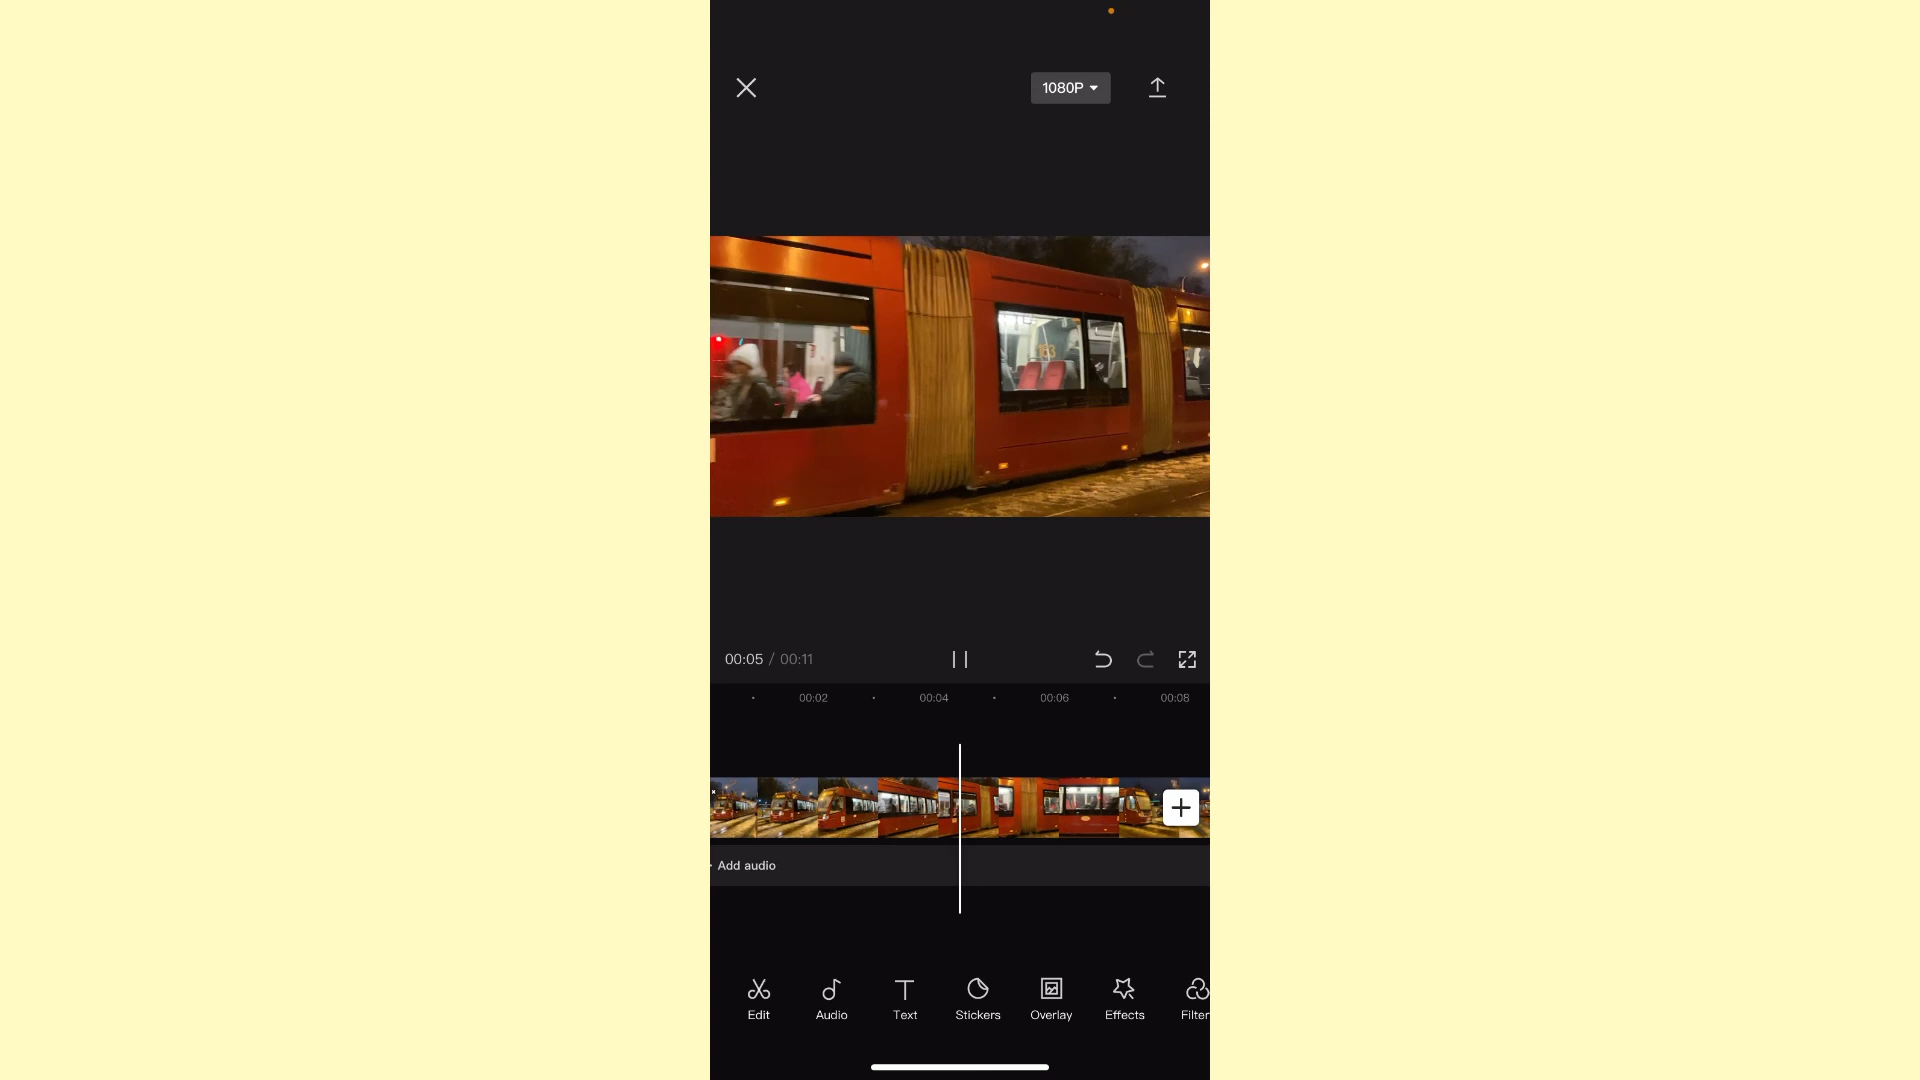 1080P
163
00:05 / 00:11
00:02 00:04 00:06 00:08
Add audio
Edit Audio Text Stickers Overlay Effects Filter